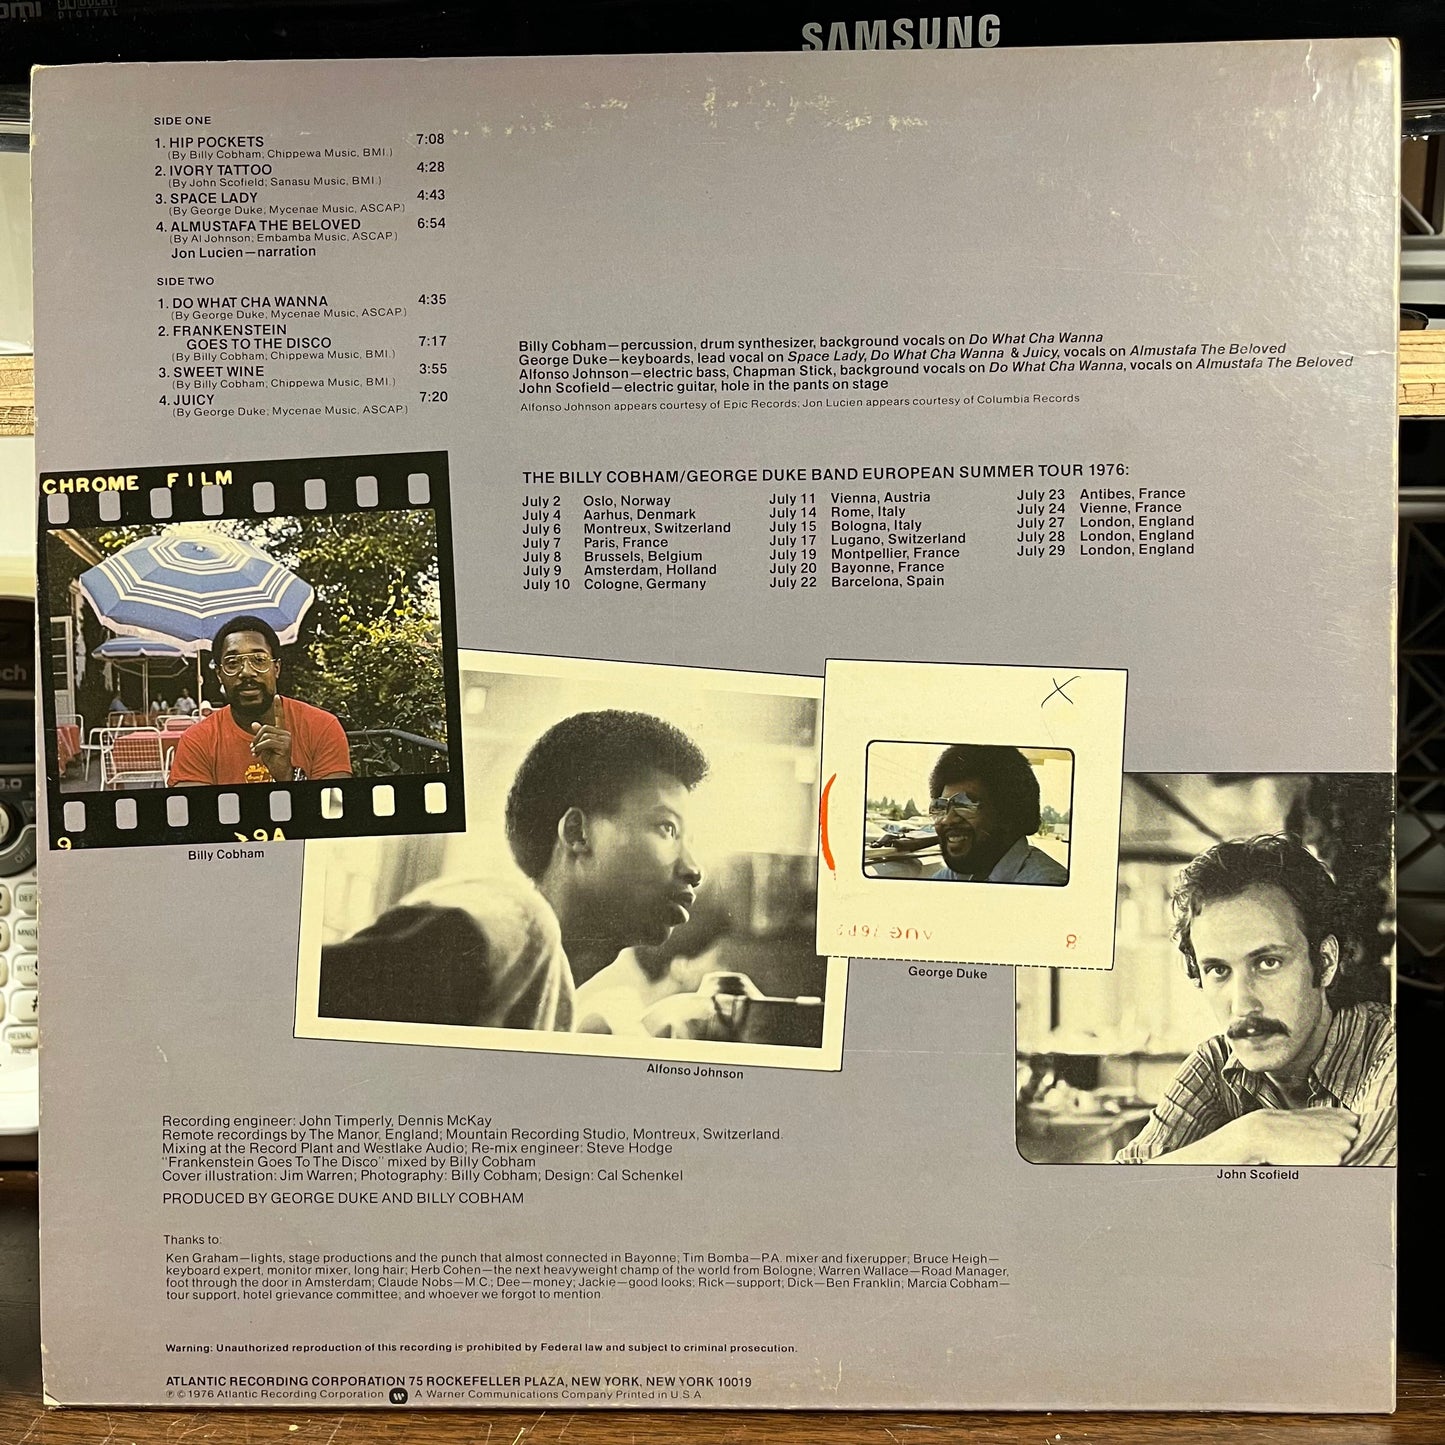 SAMSUNG
DIGITAL
SIDE ONE
1. HIP POCKETS 7:08
(By Billy Cobham; Chippewa Music, BMI.)
2. IVORY TATTOO 4:28
(By John Scofield; Sanasu Music, BMI.)
3. SPACE LADY 4:43
(By George Duke, Mycenae Music, ASCAP.)
4. ALMUSTAFA THE BELOVED 6:54
(By Al Johnson; Embamba Music, ASCAP.)
Jon Lucien—narration
SIDE TWO
1. DO WHAT CHA WANNA 4:35
(By George Duke; Mycenae Music, ASCAP.)
2. FRANKENSTEIN
GOES TO THE DISCO 7:17
(By Billy Cobham; Chippewa Music, BMI.)
3. SWEET WINE 3:55
(By Billy Cobham; Chippewa Music, BMI.)
4. JUICY 7:20
(By George Duke; Mycenae Music, ASCAP.)
Billy Cobham—percussion, drum synthesizer, background vocals on Do What Cha Wanna
George Duke—keyboards, lead vocal on Space Lady, Do What Cha Wanna & Juicy, vocals on Almustafa The Beloved
Alfonso Johnson—electric bass, Chapman Stick, background vocals on Do What Cha Wanna, vocals on Almustafa The Beloved
John Scofield—electric guitar, hole in the pants on stage
Alfonso Johnson appears courtesy of Epic Records; Jon Lucien appears courtesy of Columbia Records
THE BILLY COBHAM/GEORGE DUKE BAND EUROPEAN SUMMER TOUR 1976:
July 2 Oslo, Norway
July 4 Aarhus, Denmark
July 6 Montreux, Switzerland
July 7 Paris, France
July 8 Brussels, Belgium
July 9 Amsterdam, Holland
July 10 Cologne, Germany
July 11 Vienna, Austria
July 14 Rome, Italy
July 15 Bologna, Italy
July 17 Lugano, Switzerland
July 19 Montpellier, France
July 20 Bayonne, France
July 22 Barcelona, Spain
July 23 Antibes, France
July 24 Vienne, France
July 27 London, England
July 28 London, England
July 29 London, England
CHROME FILM
9 9A
Billy Cobham
X
AUG 76P2 8
George Duke
Alfonso Johnson
John Scofield
Recording engineer: John Timperly, Dennis McKay
Remote recordings by The Manor, England; Mountain Recording Studio, Montreux, Switzerland.
Mixing at the Record Plant and Westlake Audio; Re-mix engineer: Steve Hodge
"Frankenstein Goes To The Disco" mixed by Billy Cobham
Cover illustration: Jim Warren; Photography: Billy Cobham; Design: Cal Schenkel
PRODUCED BY GEORGE DUKE AND BILLY COBHAM
Thanks to:
Ken Graham—lights, stage productions and the punch that almost connected in Bayonne; Tim Bomba—P.A. mixer and fixerupper; Bruce Heigh—
keyboard expert, monitor mixer, long hair; Herb Cohen—the next heavyweight champ of the world from Bologne; Warren Wallace—Road Manager,
foot through the door in Amsterdam; Claude Nobs—M.C.; Dee—money; Jackie—good looks; Rick—support; Dick—Ben Franklin; Marcia Cobham—
tour support, hotel grievance committee; and whoever we forgot to mention.
Warning: Unauthorized reproduction of this recording is prohibited by Federal law and subject to criminal prosecution.
ATLANTIC RECORDING CORPORATION 75 ROCKEFELLER PLAZA, NEW YORK, NEW YORK 10019
℗ © 1976 Atlantic Recording Corporation W A Warner Communications Company Printed in U.S.A.